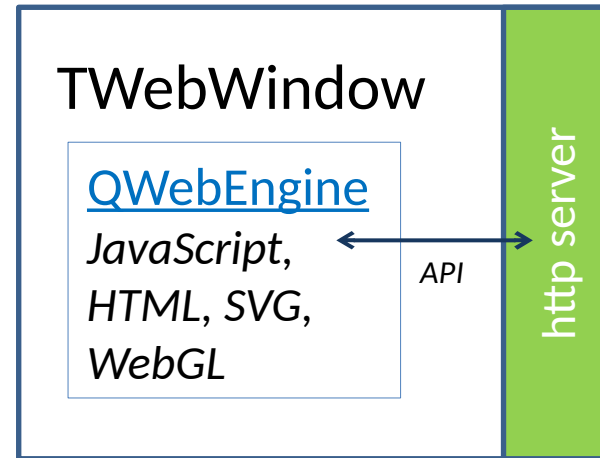 TWebWindow
QWebEngine
JavaScript,
HTML, SVG,
WebGL
API
http server